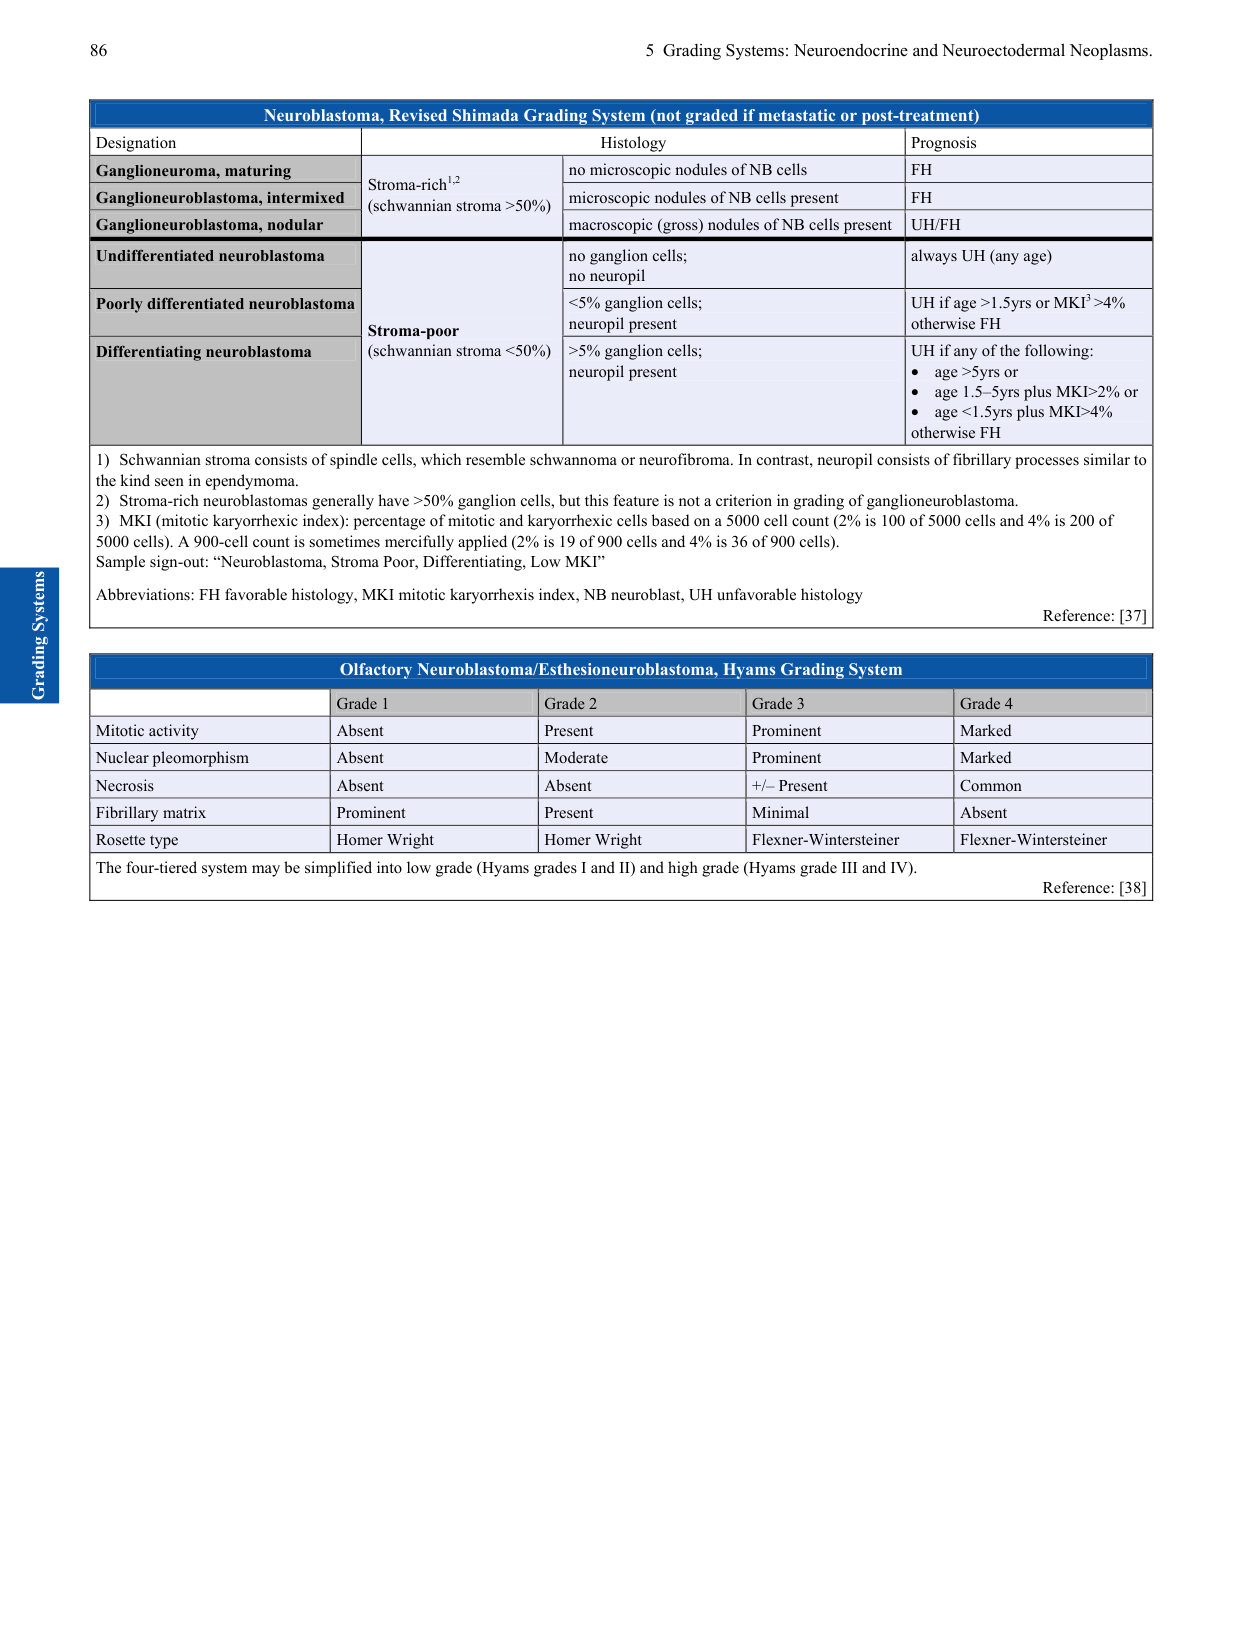 86
5 Grading Systems: Neuroendocrine and Neuroectodermal Neoplasms.
Neuroblastoma, Revised Shimada Grading System (not graded if metastatic or post-treatment)
Designation
Histology
Prognosis
Ganglioneuroma, maturing
Stroma-rich1,2
(schwannian stroma >50%)
no microscopic nodules of NB cells
FH
Ganglioneuroblastoma, intermixed
microscopic nodules of NB cells present
FH
Ganglioneuroblastoma, nodular
macroscopic (gross) nodules of NB cells present
UH/FH
Undifferentiated neuroblastoma
Stroma-poor
(schwannian stroma <50%)
no ganglion cells;
no neuropil
always UH (any age)
Poorly differentiated neuroblastoma
<5% ganglion cells;
neuropil present
UH if age >1.5yrs or MKI3 >4%
otherwise FH
Differentiating neuroblastoma
>5% ganglion cells;
neuropil present
UH if any of the following:
• age >5yrs or
• age 1.5–5yrs plus MKI>2% or
• age <1.5yrs plus MKI>4%
otherwise FH
1) Schwannian stroma consists of spindle cells, which resemble schwannoma or neurofibroma. In contrast, neuropil consists of fibrillary processes similar to
the kind seen in ependymoma.
2) Stroma-rich neuroblastomas generally have >50% ganglion cells, but this feature is not a criterion in grading of ganglioneuroblastoma.
3) MKI (mitotic karyorrhexic index): percentage of mitotic and karyorrhexic cells based on a 5000 cell count (2% is 100 of 5000 cells and 4% is 200 of
5000 cells). A 900-cell count is sometimes mercifully applied (2% is 19 of 900 cells and 4% is 36 of 900 cells).
Sample sign-out: “Neuroblastoma, Stroma Poor, Differentiating, Low MKI”
Abbreviations: FH favorable histology, MKI mitotic karyorrhexis index, NB neuroblast, UH unfavorable histology
Reference: [37]
Grading Systems
Olfactory Neuroblastoma/Esthesioneuroblastoma, Hyams Grading System
Grade 1
Grade 2
Grade 3
Grade 4
Mitotic activity
Absent
Present
Prominent
Marked
Nuclear pleomorphism
Absent
Moderate
Prominent
Marked
Necrosis
Absent
Absent
+/– Present
Common
Fibrillary matrix
Prominent
Present
Minimal
Absent
Rosette type
Homer Wright
Homer Wright
Flexner-Wintersteiner
Flexner-Wintersteiner
The four-tiered system may be simplified into low grade (Hyams grades I and II) and high grade (Hyams grade III and IV).
Reference: [38]